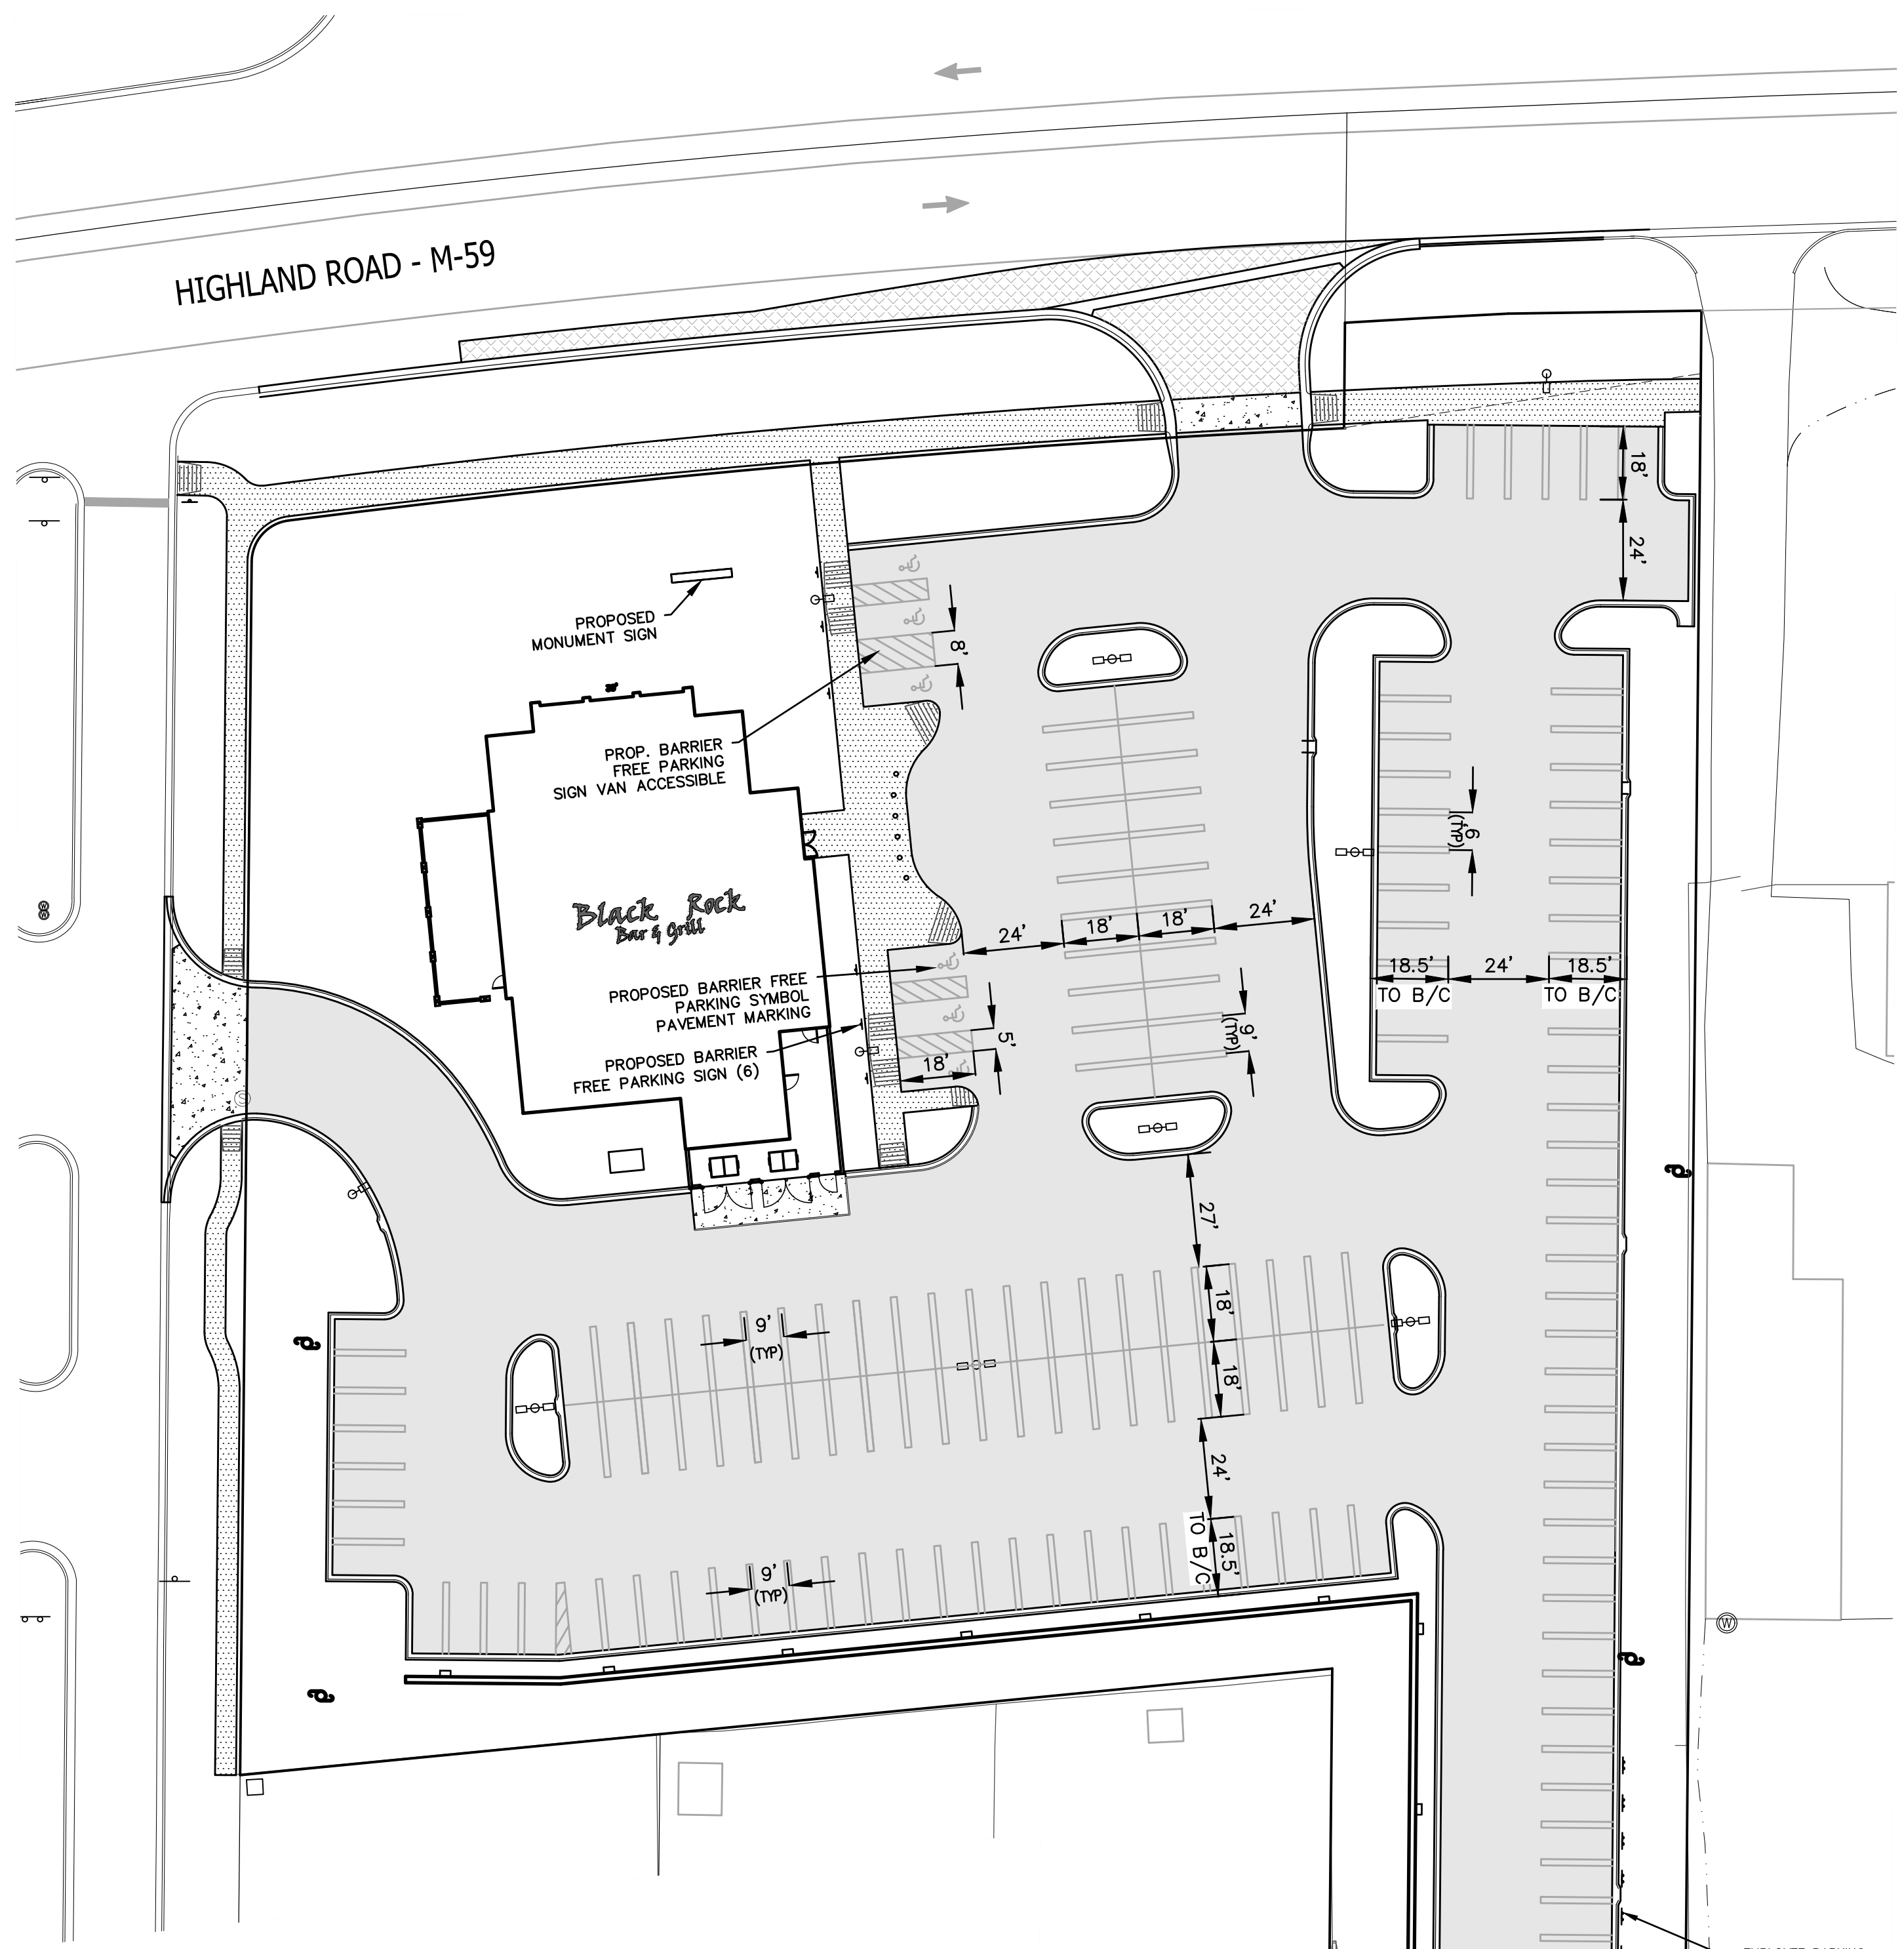 HIGHLAND ROAD - M-59
18'
24'
PROPOSED
MONUMENT SIGN
8'
PROP. BARRIER
FREE PARKING
SIGN VAN ACCESSIBLE
9'
(TYP)
Black Rock
Bar & Grill
24'
18'
18'
24'
18.5'
TO B/C
24'
18.5'
TO B/C
PROPOSED BARRIER FREE
PARKING SYMBOL
PAVEMENT MARKING
5'
9'
(TYP)
PROPOSED BARRIER
FREE PARKING SIGN (6)
18'
S
27'
18'
9'
(TYP)
18'
24'
18.5'
TO B/C
9'
(TYP)
W